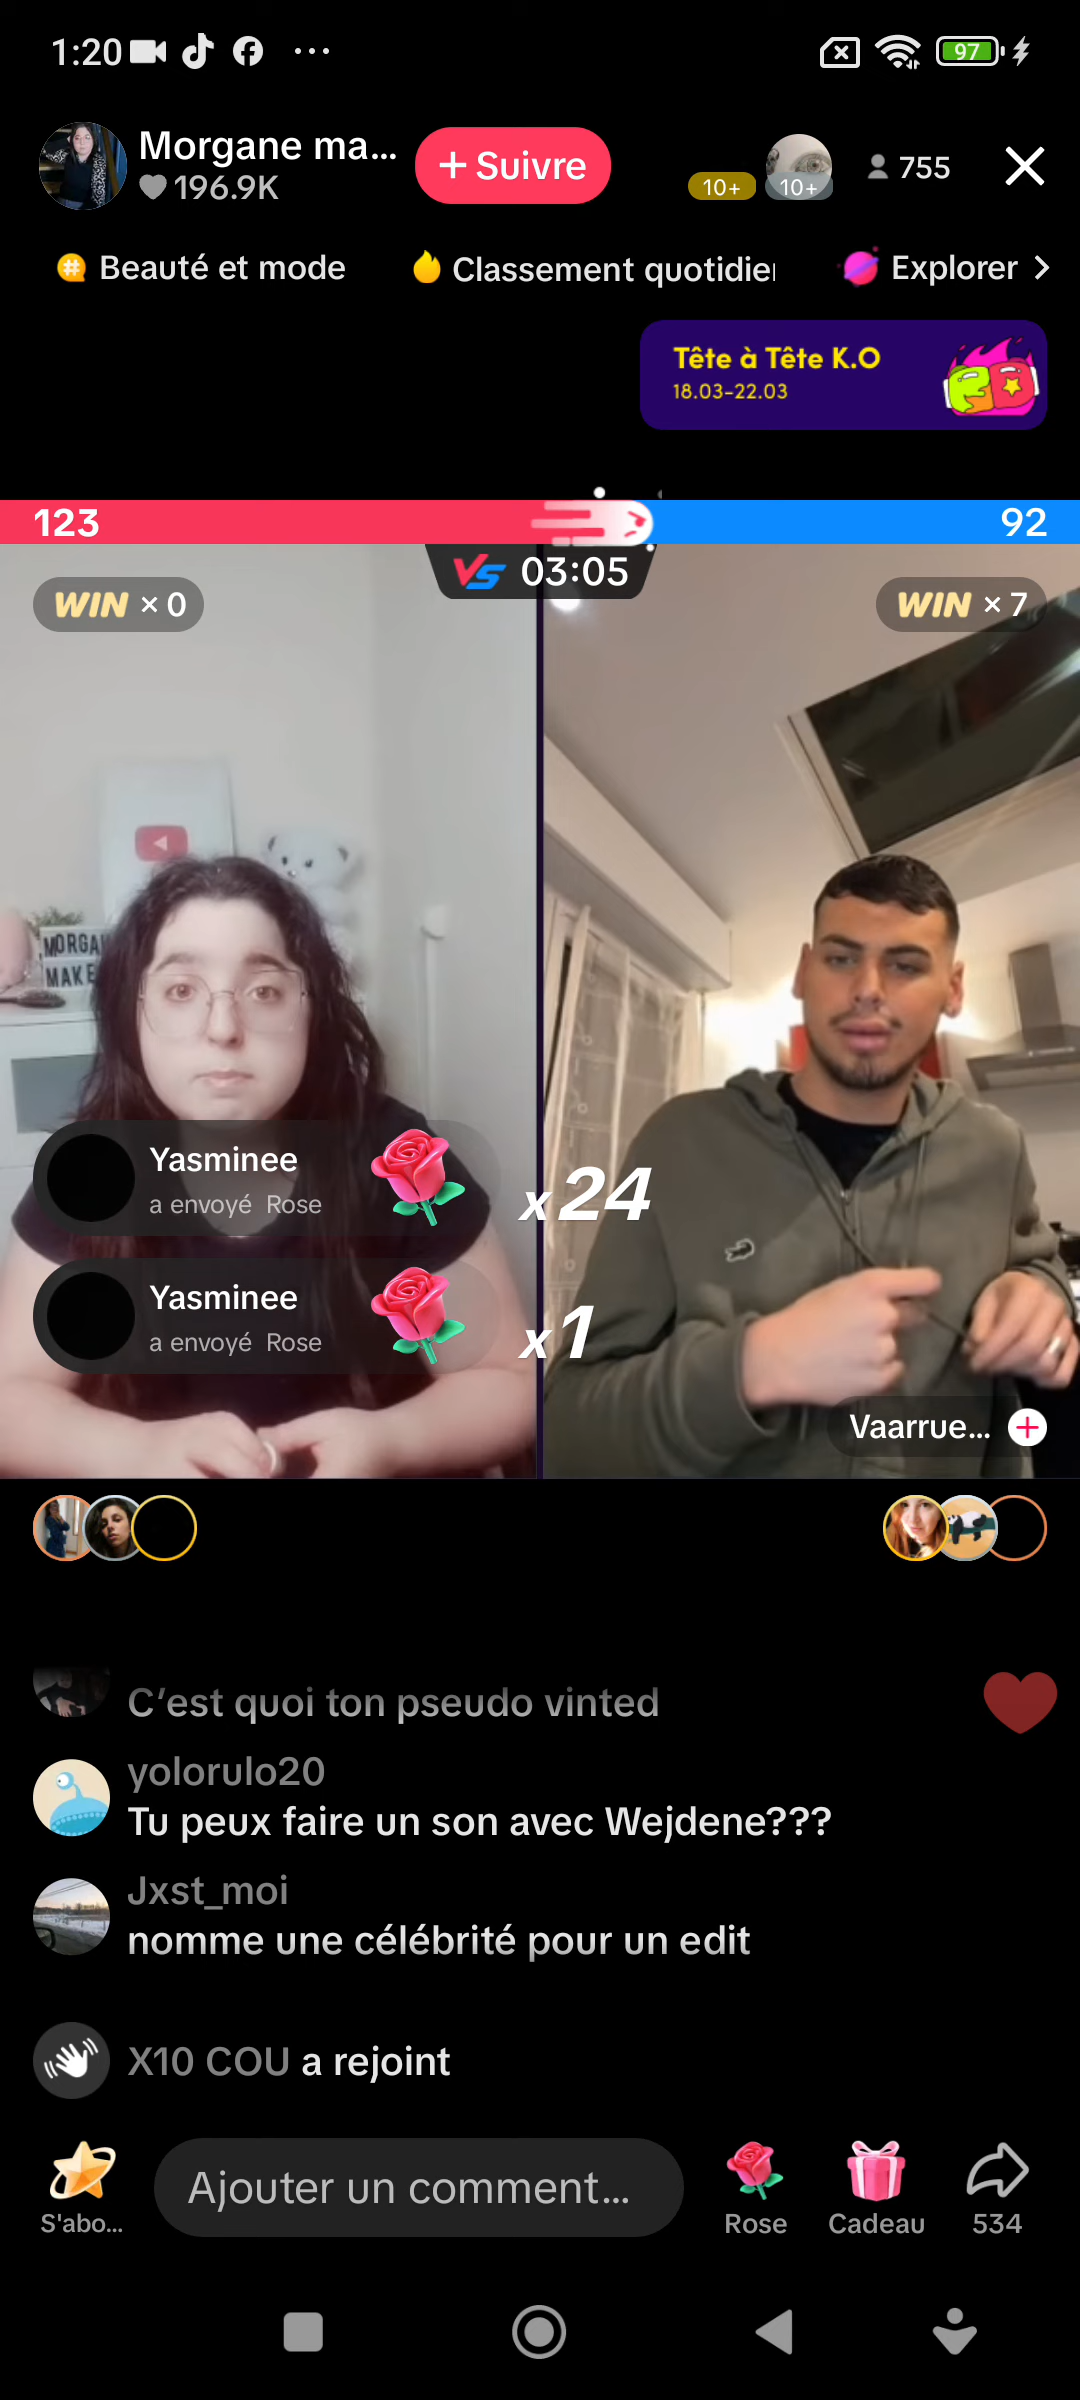 1:20
97
Morgane ma...
196.9K
+ Suivre
10+
10+
755
Beauté et mode
Classement quotidie
Explorer
Tête à Tête K.O
18.03-22.03
123
92
VS 03:05
WIN × 0
WIN × 7
MORGA
MAKE
Yasminee
a envoyé Rose
x24
Yasminee
a envoyé Rose
x1
Vaarrue...
C'est quoi ton pseudo vinted
yolorulo20
Tu peux faire un son avec Wejdene???
Jxst_moi
nomme une célébrité pour un edit
X10 COU a rejoint
S'abo...
Ajouter un comment...
Rose
Cadeau
534